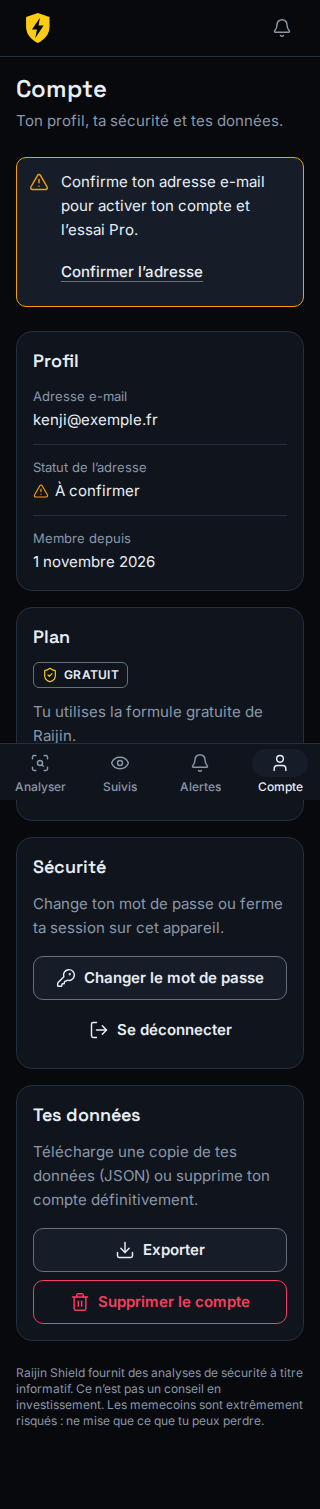 Compte
Ton profil, ta sécurité et tes données.
Confirme ton adresse e-mail
pour activer ton compte et
l’essai Pro.
Confirmer l’adresse
Profil
Adresse e-mail
kenji@exemple.fr
Statut de l’adresse
À confirmer
Membre depuis
1 novembre 2026
Plan
GRATUIT
Tu utilises la formule gratuite de
Raijin.
Analyser
Suivis
Alertes
Compte
Sécurité
Change ton mot de passe ou ferme
ta session sur cet appareil.
Changer le mot de passe
Se déconnecter
Tes données
Télécharge une copie de tes
données (JSON) ou supprime ton
compte définitivement.
Exporter
Supprimer le compte
Raijin Shield fournit des analyses de sécurité à titre
informatif. Ce n’est pas un conseil en
investissement. Les memecoins sont extrêmement
risqués : ne mise que ce que tu peux perdre.